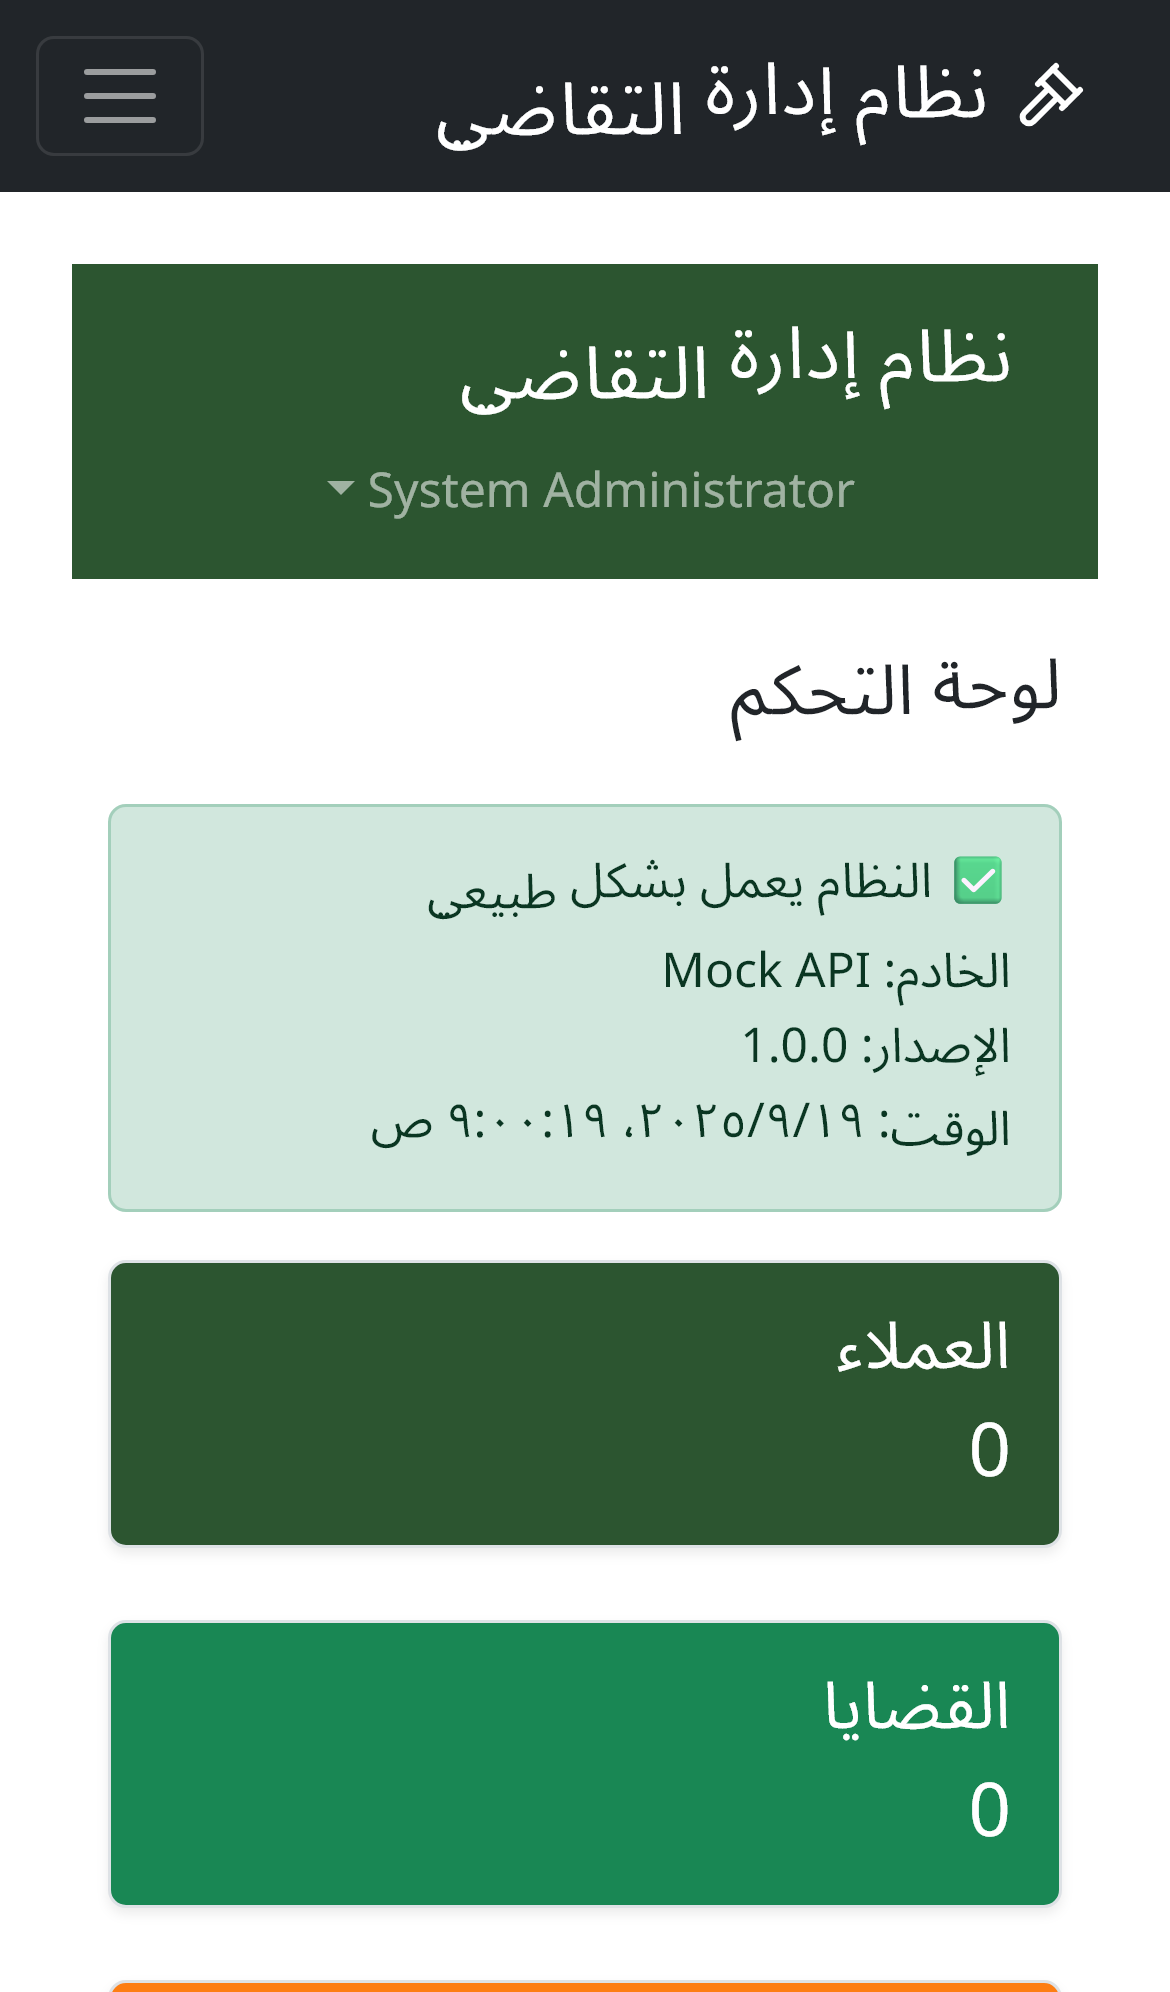 نظام إدارة التقاضي
نظام إدارة التقاضي
System Administrator
لوحة التحكم
✅ النظام يعمل بشكل طبيعي
الخادم: Mock API
الإصدار: 1.0.0
الوقت: ١٩‏/٩‏/٢٠٢٥، ٩:٠٠:١٩ ص
العملاء
0
القضايا
0